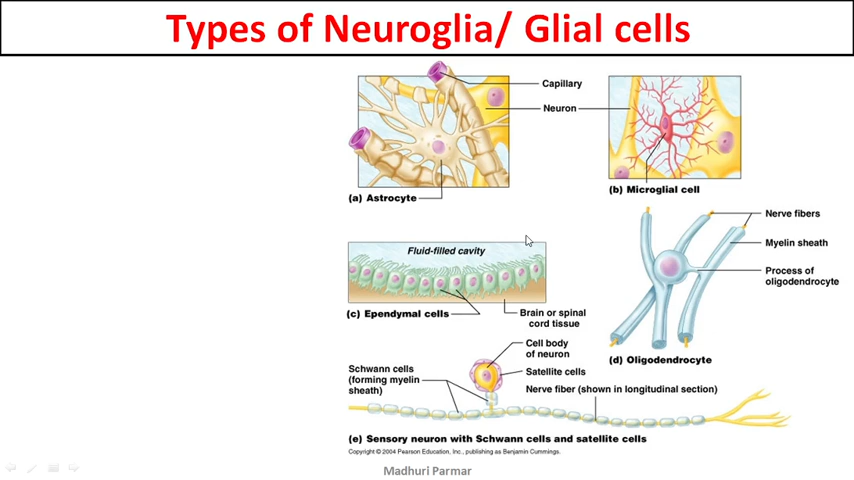 Types of Neuroglia/ Glial cells
Capillary
Neuron
(a) Astrocyte
(b) Microglial cell
Nerve fibers
Myelin sheath
Process of
oligodendrocyte
(d) Oligodendrocyte
Fluid-filled cavity
(c) Ependymal cells
Brain or spinal
cord tissue
Cell body
of neuron
Satellite cells
Schwann cells
(forming myelin
sheath)
Nerve fiber (shown in longitudinal section)
(e) Sensory neuron with Schwann cells and satellite cells
Copyright © 2004 Pearson Education, Inc., publishing as Benjamin Cummings.
Madhuri Parmar